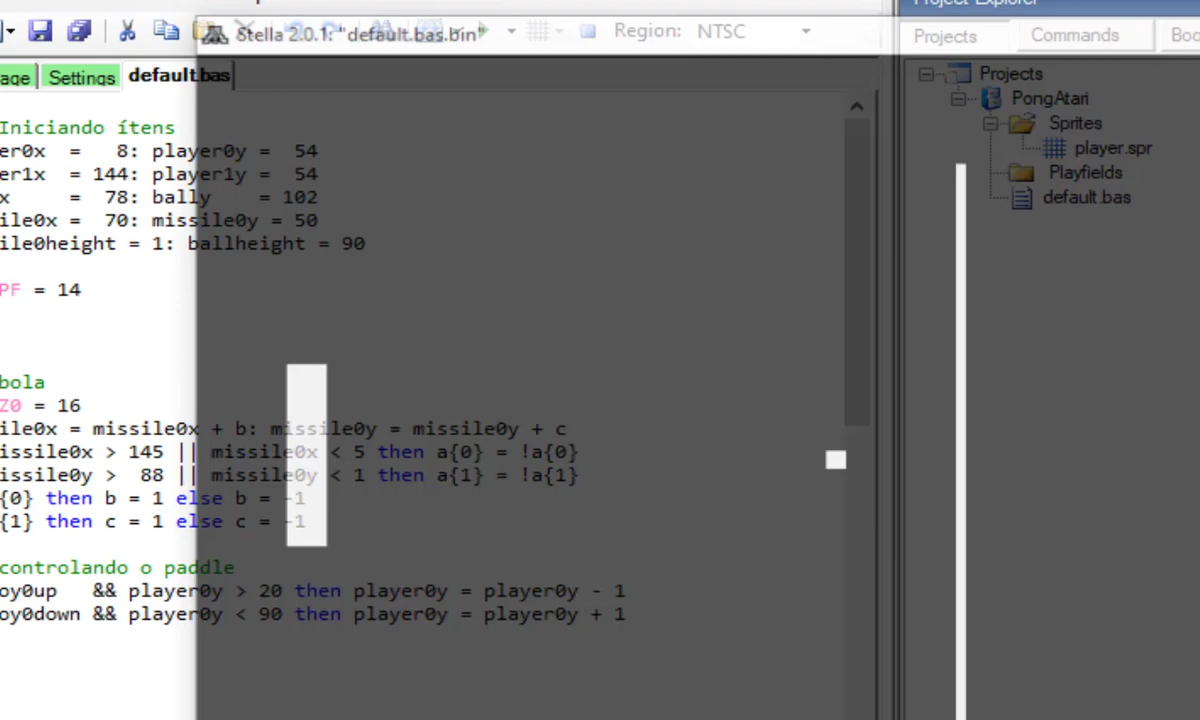 Project Explorer
Stella 2.0.1: "default.bas.bin"
Region: NTSC
Projects
Commands
Boo
age
Settings
default.bas
Projects
PongAtari
Sprites
player.spr
Playfields
default.bas
Iniciando ítens
er0x = 8: player0y = 54
er1x = 144: player1y = 54
x = 78: bally = 102
ile0x = 70: missile0y = 50
ile0height = 1: ballheight = 90
PF = 14
bola
Z0 = 16
ile0x = missile0x + b: missile0y = missile0y + c
issile0x > 145 || missile0x < 5 then a{0} = !a{0}
issile0y > 88 || missile0y < 1 then a{1} = !a{1}
{0} then b = 1 else b = -1
{1} then c = 1 else c = -1
controlando o paddle
oy0up && player0y > 20 then player0y = player0y - 1
oy0down && player0y < 90 then player0y = player0y + 1